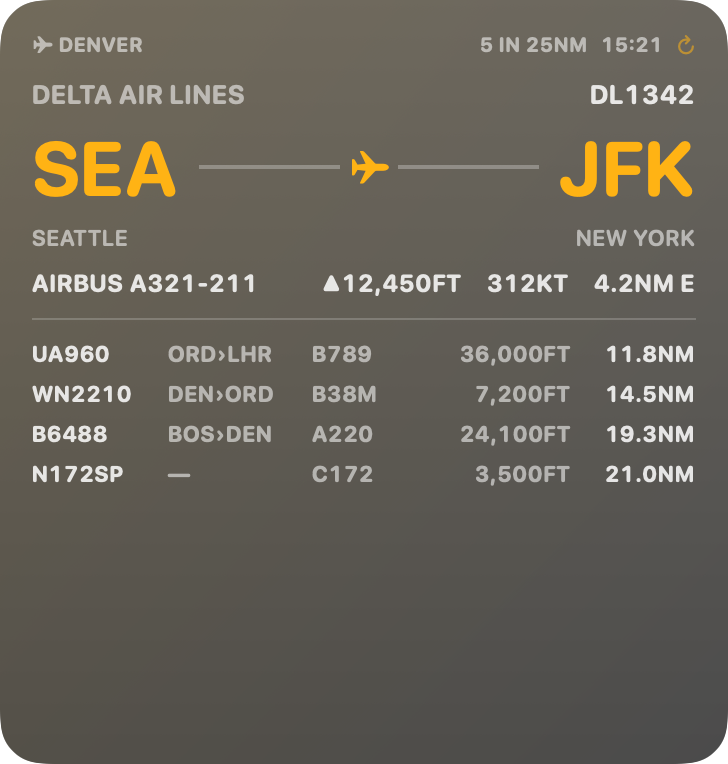 DENVER 5 IN 25NM 15:21
DELTA AIR LINES DL1342
SEA JFK
SEATTLE NEW YORK
AIRBUS A321-211 ▲12,450FT 312KT 4.2NM E
UA960 ORD›LHR B789 36,000FT 11.8NM
WN2210 DEN›ORD B38M 7,200FT 14.5NM
B6488 BOS›DEN A220 24,100FT 19.3NM
N172SP — C172 3,500FT 21.0NM